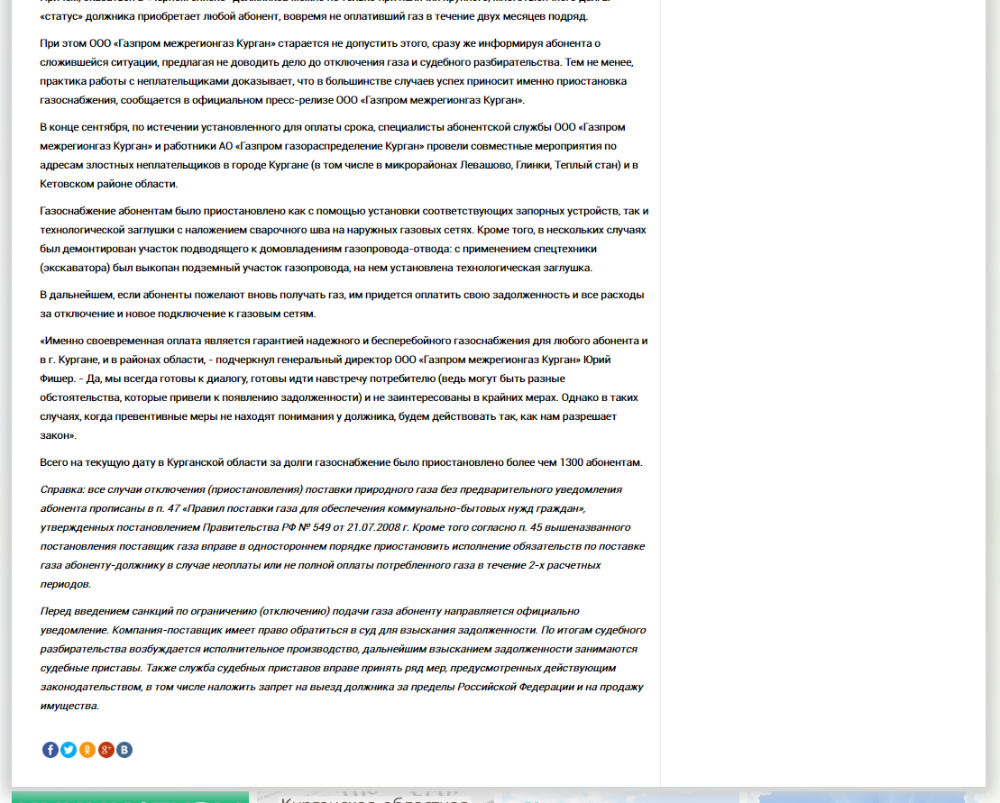 «статус» должника приобретает любой абонент, вовремя не оплативший газ в течение двух месяцев подряд.
При этом ООО «Газпром межрегионгаз Курган» старается не допустить этого, сразу же информируя абонента о
сложившейся ситуации, предлагая не доводить дело до отключения газа и судебного разбирательства. Тем не менее,
практика работы с неплательщиками доказывает, что в большинстве случаев успех приносит именно приостановка
газоснабжения, сообщается в официальном пресс-релизе ООО «Газпром межрегионгаз Курган».
В конце сентября, по истечении установленного для оплаты срока, специалисты абонентской службы ООО «Газпром
межрегионгаз Курган» и работники АО «Газпром газораспределение Курган» провели совместные мероприятия по
адресам злостных неплательщиков в городе Кургане (в том числе в микрорайонах Левашово, Глинки, Теплый стан) и в
Кетовском районе области.
Газоснабжение абонентам было приостановлено как с помощью установки соответствующих запорных устройств, так и
технологической заглушки с наложением сварочного шва на наружных газовых сетях. Кроме того, в нескольких случаях
был демонтирован участок подводящего к домовладениям газопровода-отвода: с применением спецтехники
(экскаватора) был выкопан подземный участок газопровода, на нем установлена технологическая заглушка.
В дальнейшем, если абоненты пожелают вновь получать газ, им придется оплатить свою задолженность и все расходы
за отключение и новое подключение к газовым сетям.
«Именно своевременная оплата является гарантией надежного и бесперебойного газоснабжения для любого абонента и
в г. Кургане, и в районах области, - подчеркнул генеральный директор ООО «Газпром межрегионгаз Курган» Юрий
Фишер. - Да, мы всегда готовы к диалогу, готовы идти навстречу потребителю (ведь могут быть разные
обстоятельства, которые привели к появлению задолженности) и не заинтересованы в крайних мерах. Однако в таких
случаях, когда превентивные меры не находят понимания у должника, будем действовать так, как нам разрешает
закон».
Всего на текущую дату в Курганской области за долги газоснабжение было приостановлено более чем 1300 абонентам.
Справка: все случаи отключения (приостановления) поставки природного газа без предварительного уведомления
абонента прописаны в п. 47 «Правил поставки газа для обеспечения коммунально-бытовых нужд граждан»,
утвержденных постановлением Правительства РФ № 549 от 21.07.2008 г. Кроме того согласно п. 45 вышеназванного
постановления поставщик газа вправе в одностороннем порядке приостановить исполнение обязательств по поставке
газа абоненту-должнику в случае неоплаты или не полной оплаты потребленного газа в течение 2-х расчетных
периодов.
Перед введением санкций по ограничению (отключению) подачи газа абоненту направляется официально
уведомление. Компания-поставщик имеет право обратиться в суд для взыскания задолженности. По итогам судебного
разбирательства возбуждается исполнительное производство, дальнейшим взысканием задолженности занимаются
судебные приставы. Также служба судебных приставов вправе принять ряд мер, предусмотренных действующим
законодательством, в том числе наложить запрет на выезд должника за пределы Российской Федерации и на продажу
имущества.
Курганская областная